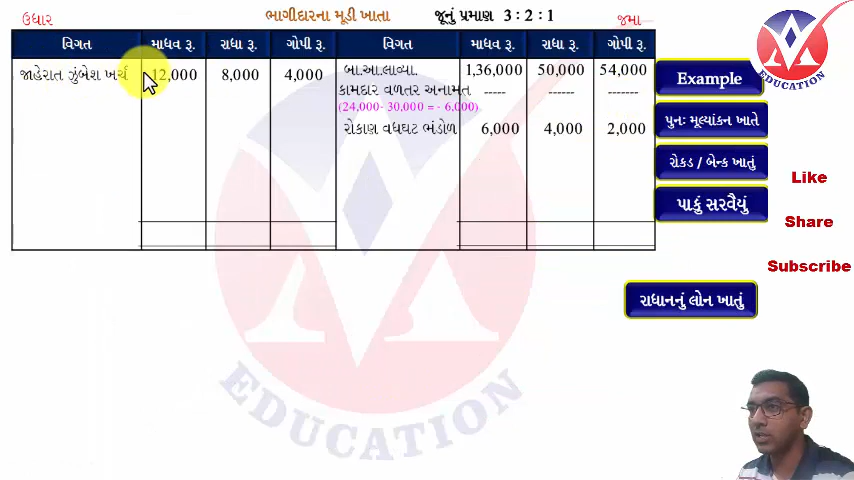 ઉધાર ભાગીદારના મૂડી ખાતા જૂનું પ્રમાણ 3 : 2 : 1 જમા
વિગત માધવ રૂ. રાધા રૂ. ગોપી રૂ. વિગત માધવ રૂ. રાધા રૂ. ગોપી રૂ.
જાહેરાત ઝુંબેશ ખર્ચ 12,000 8,000 4,000 બા.આ.લાવ્યા. 1,36,000 50,000 54,000
કામદાર વળતર અનામત ----- ------ -------
(24,000- 30,000 = - 6,000)
રોકાણ વધઘટ ભંડોળ 6,000 4,000 2,000
Example
પુનઃ મૂલ્યાંકન ખાતે
રોકડ / બેન્ક ખાતું
પાકું સરવૈયું
રાધાનનું લોન ખાતું
Like
Share
Subscribe
EDUCATION
EDUCATION